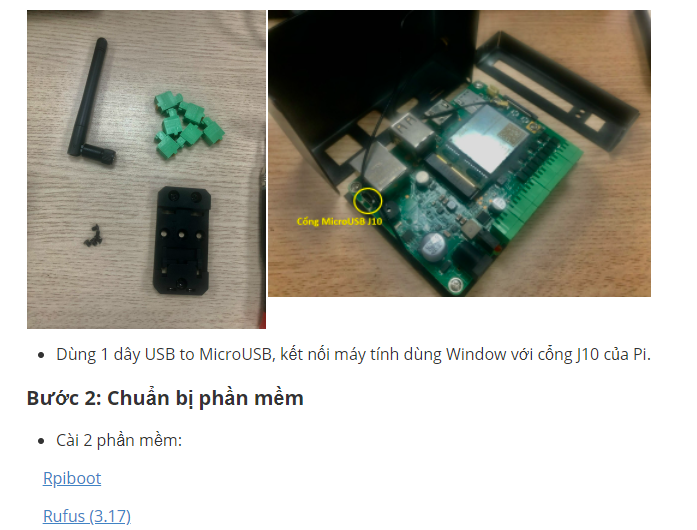 Cổng MicroUSB J10
Dùng 1 dây USB to MicroUSB, kết nối máy tính dùng Window với cổng J10 của Pi.
Bước 2: Chuẩn bị phần mềm
Cài 2 phần mềm:
Rpiboot
Rufus (3.17)